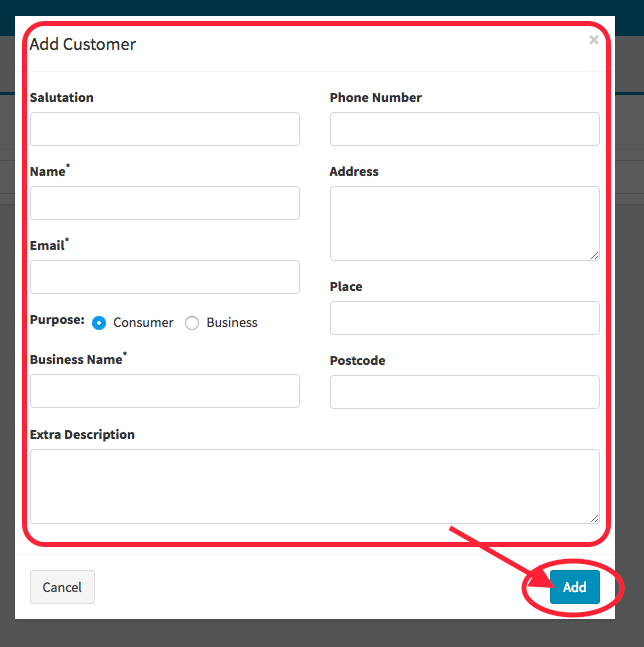 Add Customer ×
Salutation
Name*
Email*
Purpose: Consumer Business
Business Name*
Phone Number
Address
Place
Postcode
Extra Description
Cancel
Add